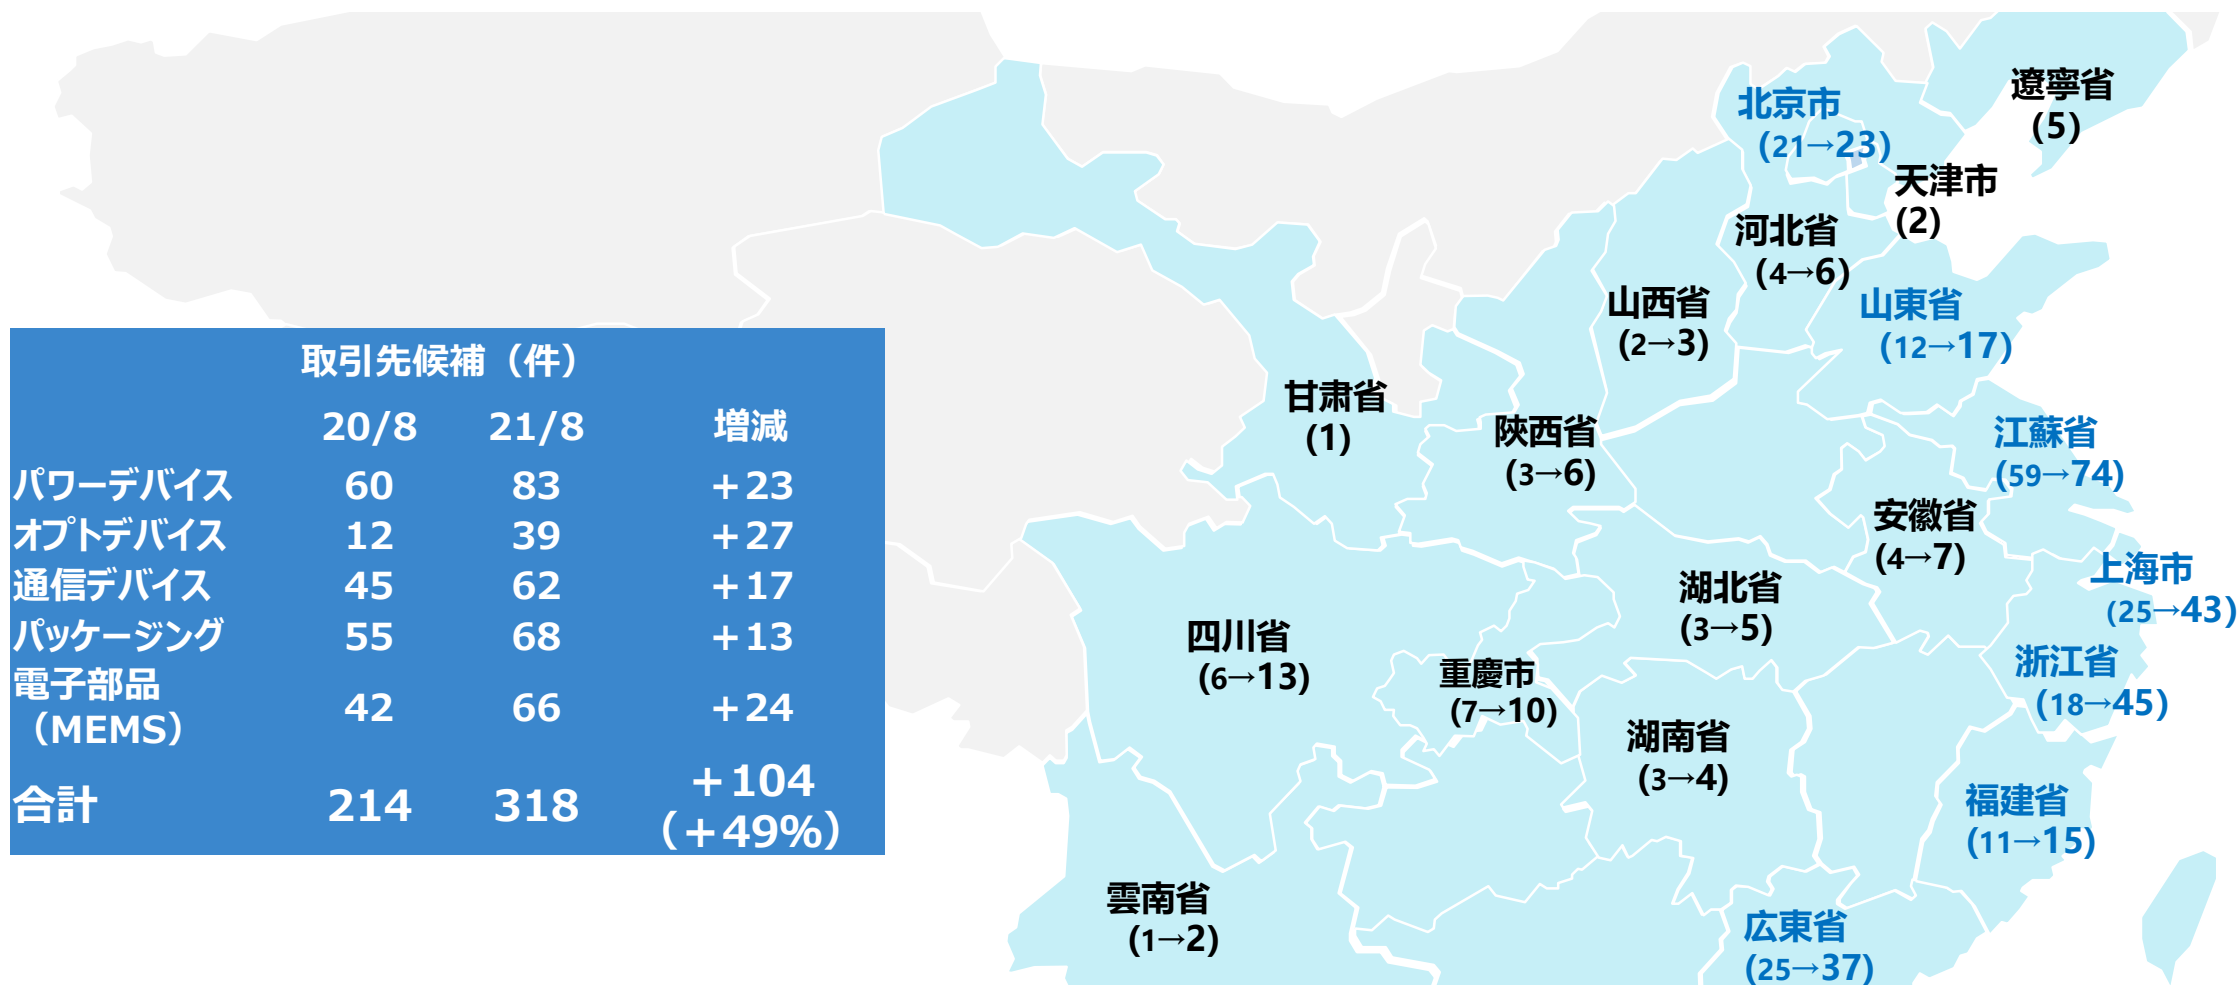 取引先候補（件）
20/8 21/8 増減
パワーデバイス 60 83 ＋23
オプトデバイス 12 39 ＋27
通信デバイス 45 62 ＋17
パッケージング 55 68 ＋13
電子部品
（MEMS） 42 66 ＋24
合計 214 318 ＋104
（＋49%）
北京市
(21→23)
遼寧省
(5)
天津市
(2)
河北省
(4→6)
山西省
(2→3)
山東省
(12→17)
甘粛省
(1)
陝西省
(3→6)
江蘇省
(59→74)
安徽省
(4→7)
上海市
(25→43)
湖北省
(3→5)
四川省
(6→13)
重慶市
(7→10)
浙江省
(18→45)
湖南省
(3→4)
福建省
(11→15)
雲南省
(1→2)
広東省
(25→37)